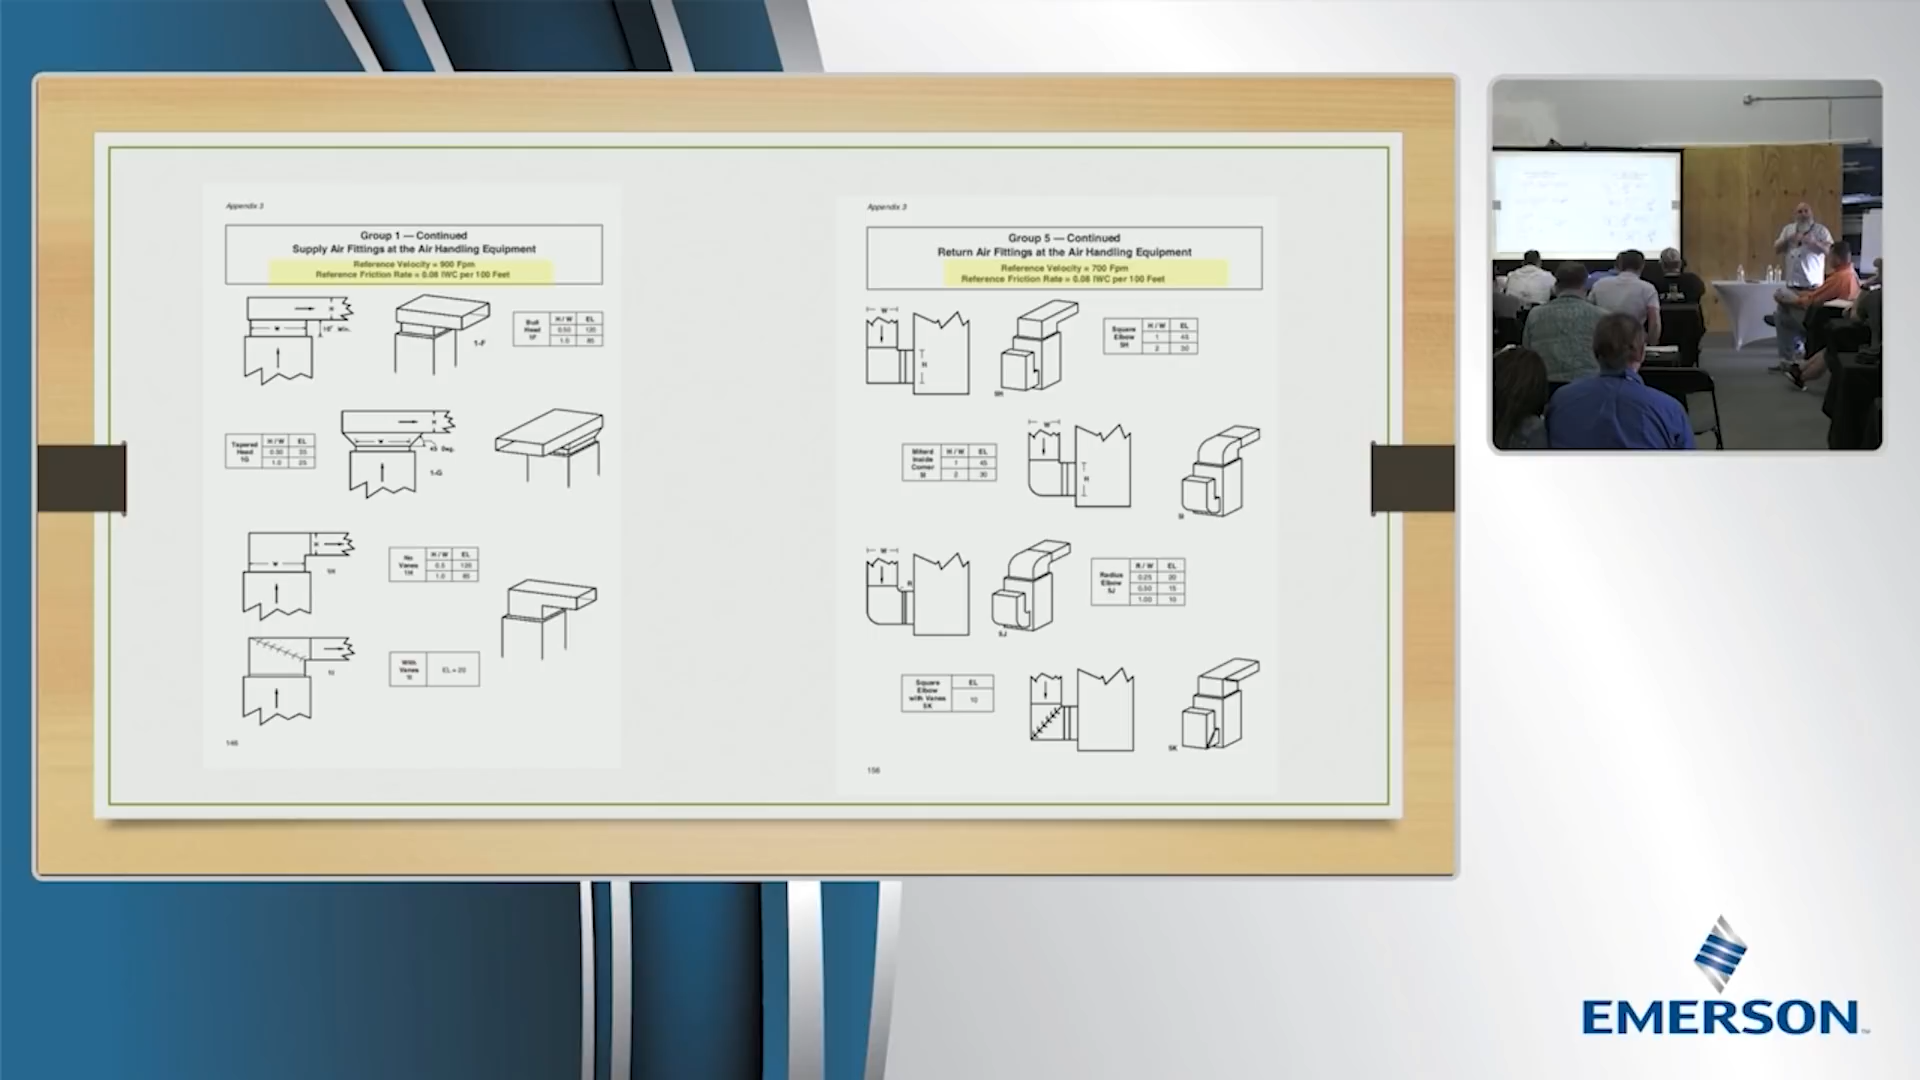 Appendix 3
Group 1 — Continued
Supply Air Fittings at the Air Handling Equipment
Reference Velocity = 900 Fpm
Reference Friction Rate = 0.08 IWC per 100 Feet
H
W
10" Min.
1-F
Bull
Head
1F
H / W EL
0.50 120
1.0 85
Tapered
Head
1G
H / W EL
0.50 35
1.0 25
H
W
45 Deg.
1-G
H
W
1H
No
Vanes
1H
H / W EL
0.5 120
1.0 85
1I
With
Vanes
1I
EL = 20
146
Appendix 3
Group 5 — Continued
Return Air Fittings at the Air Handling Equipment
Reference Velocity = 700 Fpm
Reference Friction Rate = 0.08 IWC per 100 Feet
W
H
5H
Square
Elbow
5H
H / W EL
1 45
2 30
Miterd
Inside
Corner
5I
H / W EL
1 45
2 30
W
H
5I
W
R
5J
Radius
Elbow
5J
R / W EL
0.25 20
0.50 15
1.00 10
Square
Elbow
with Vanes
5K
EL
10
5K
156
EMERSON